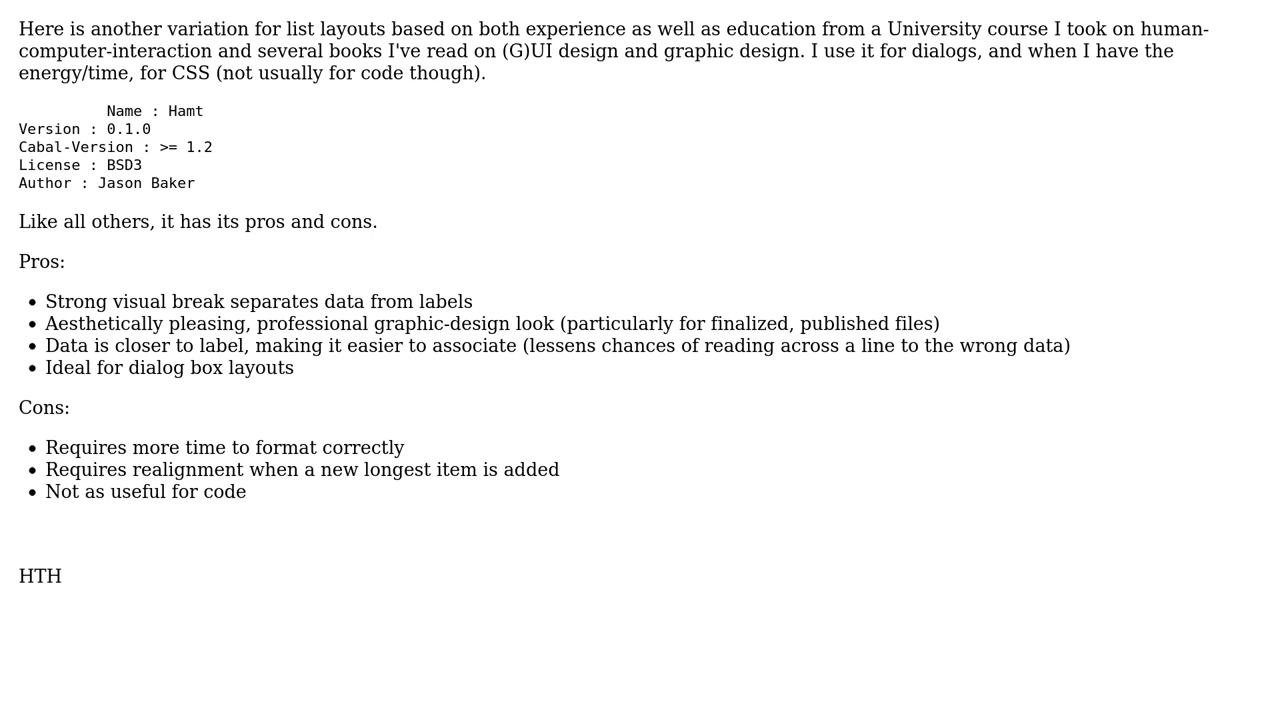 Here is another variation for list layouts based on both experience as well as education from a University course I took on human-
computer-interaction and several books I've read on (G)UI design and graphic design. I use it for dialogs, and when I have the
energy/time, for CSS (not usually for code though).
Name : Hamt
Version : 0.1.0
Cabal-Version : >= 1.2
License : BSD3
Author : Jason Baker
Like all others, it has its pros and cons.
Pros:
• Strong visual break separates data from labels
• Aesthetically pleasing, professional graphic-design look (particularly for finalized, published files)
• Data is closer to label, making it easier to associate (lessens chances of reading across a line to the wrong data)
• Ideal for dialog box layouts
Cons:
• Requires more time to format correctly
• Requires realignment when a new longest item is added
• Not as useful for code
HTH